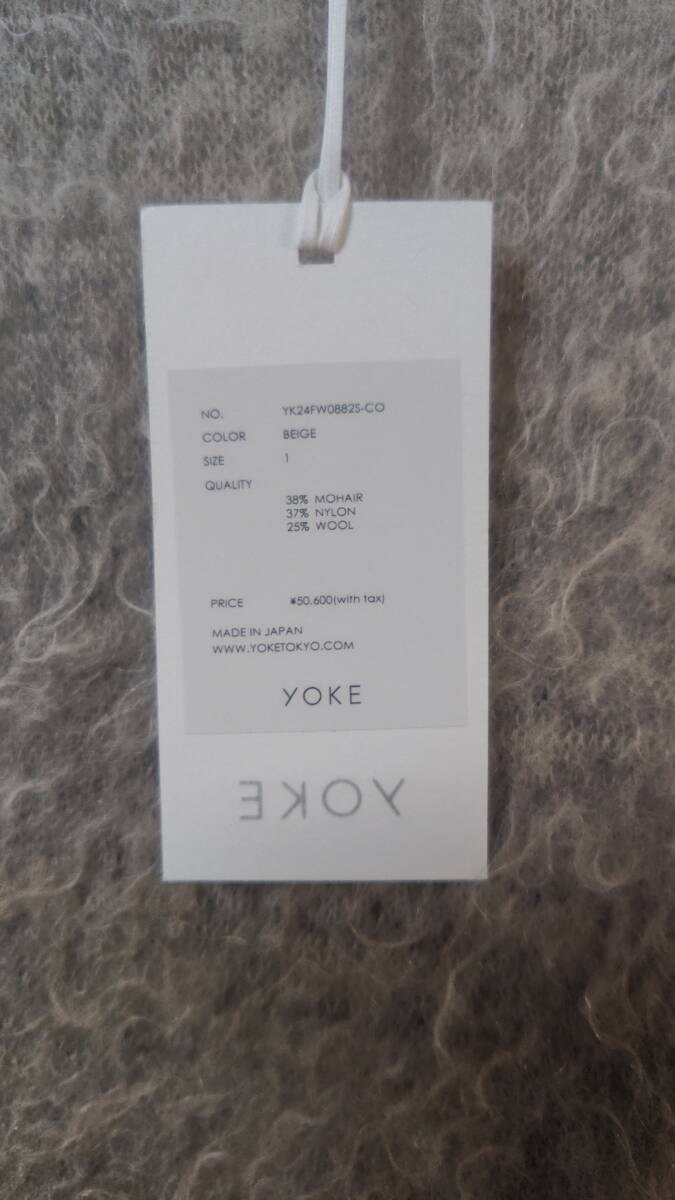 NO. YK24FW0882S-CO
COLOR BEIGE
SIZE 1
QUALITY
38% MOHAIR
37% NYLON
25% WOOL
PRICE ¥50.600(with tax)
MADE IN JAPAN
WWW.YOKETOKYO.COM
YOKE
YOKE